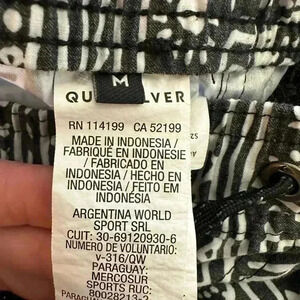 M
QUIKSILVER
RN 114199 CA 52199
MADE IN INDONESIA /
FABRIQUÉ EN INDONESIE
/ FABRICADO EN
INDONESIA / HECHO EN
INDONESIA / FEITO EM
INDONÉSIA
ARGENTINA WORLD
SPORT SRL
CUIT: 30-69120930-6
NUMERO DE VOLUNTARIO:
v-316/QW
PARAGUAY:
MERCOSUR
SPORTS RUC:
80028213-2